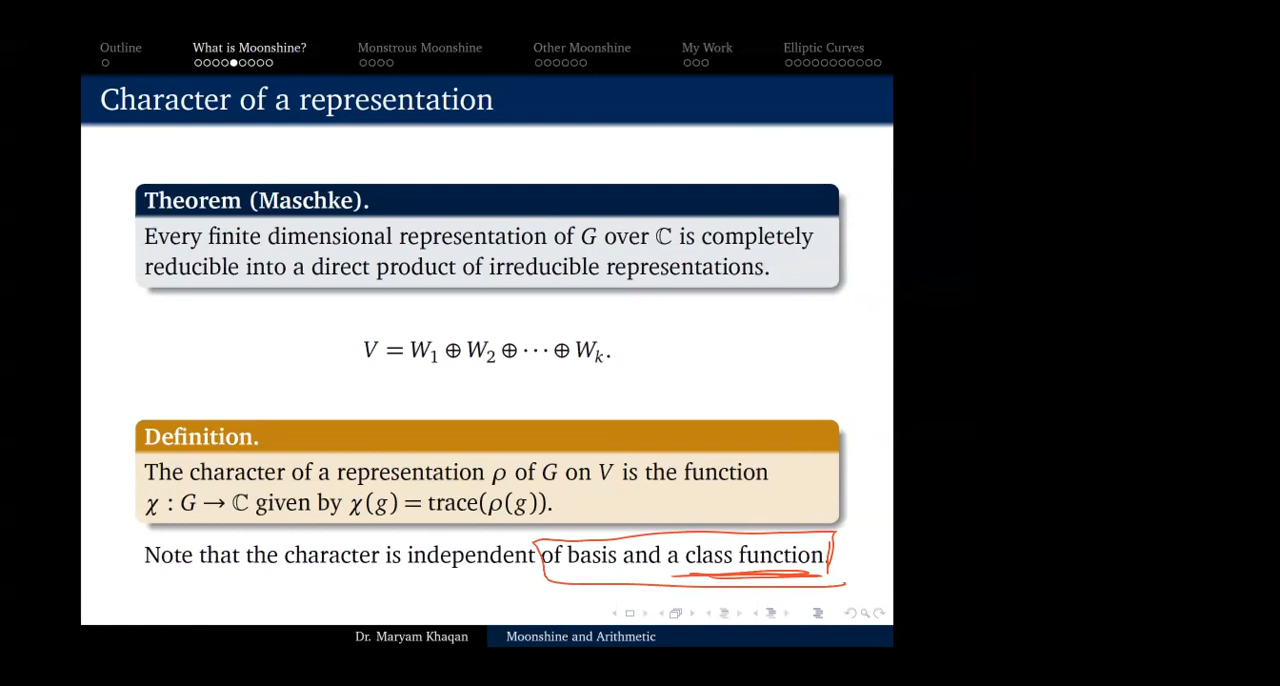 Outline What is Moonshine? Monstrous Moonshine Other Moonshine My Work Elliptic Curves
Character of a representation
Theorem (Maschke).
Every finite dimensional representation of G over ℂ is completely
reducible into a direct product of irreducible representations.
V = W₁ ⊕ W₂ ⊕ ⋯ ⊕ Wₖ.
Definition.
The character of a representation ρ of G on V is the function
χ : G → ℂ given by χ(g) = trace(ρ(g)).
Note that the character is independent of basis and a class function.
Dr. Maryam Khaqan Moonshine and Arithmetic